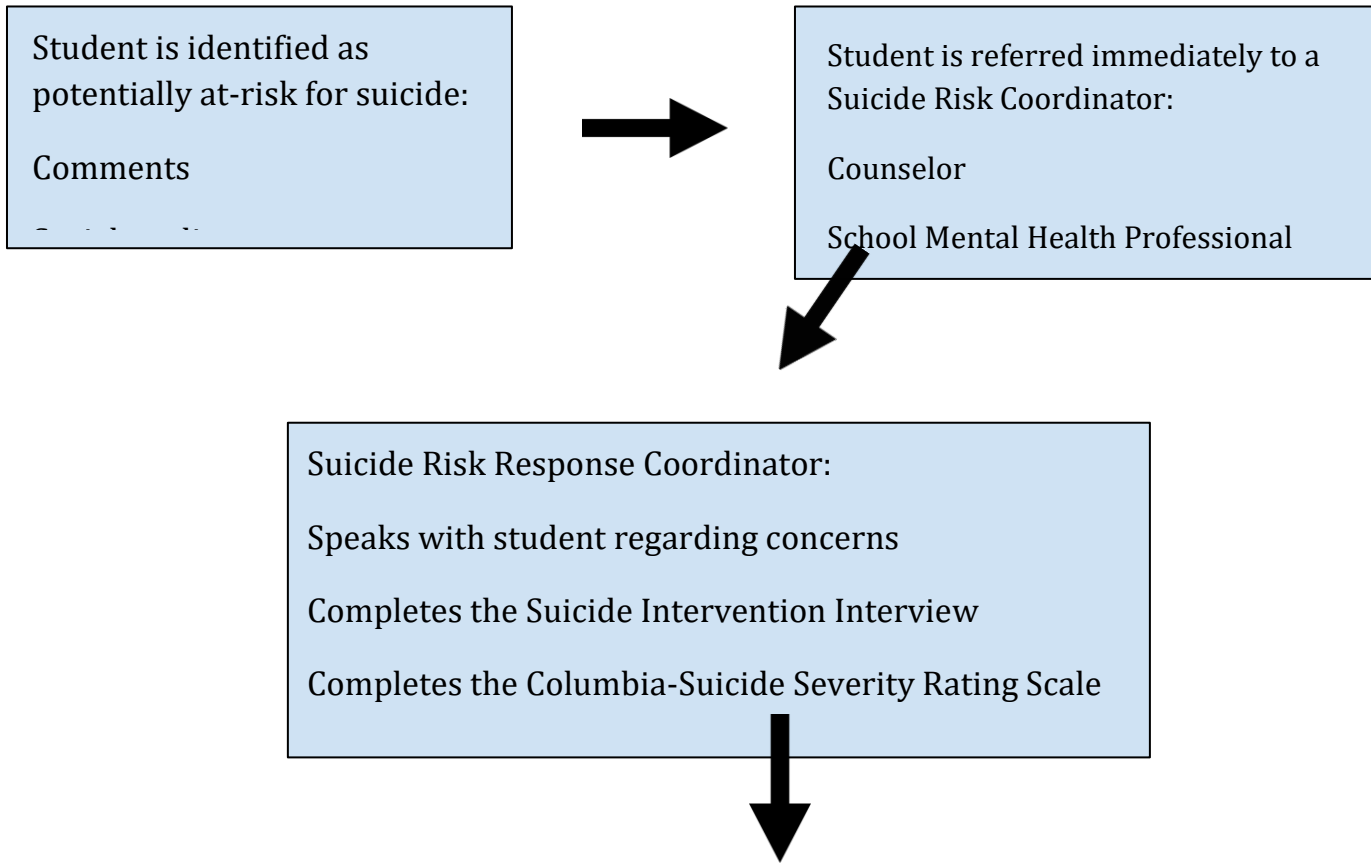 Student is identified as
potentially at-risk for suicide:
Comments
Student is referred immediately to a
Suicide Risk Coordinator:
Counselor
School Mental Health Professional
Suicide Risk Response Coordinator:
Speaks with student regarding concerns
Completes the Suicide Intervention Interview
Completes the Columbia-Suicide Severity Rating Scale